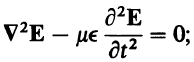 ∇²E − μϵ ∂²E/∂t² = 0;